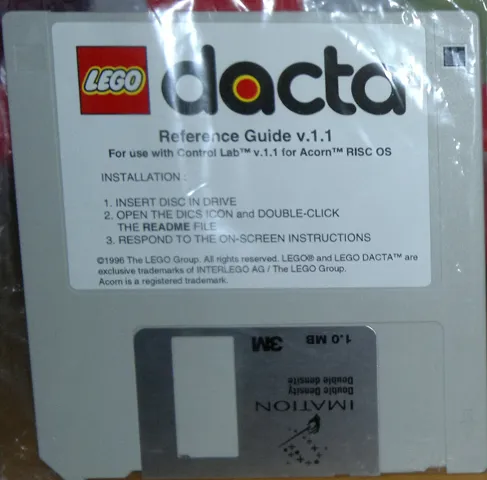 LEGO dacta
Reference Guide v.1.1
For use with Control Lab™ v.1.1 for Acorn™ RISC OS
INSTALLATION :
1. INSERT DISC IN DRIVE
2. OPEN THE DICS ICON and DOUBLE-CLICK
THE README FILE
3. RESPOND TO THE ON-SCREEN INSTRUCTIONS
©1996 The LEGO Group. All rights reserved. LEGO® and LEGO DACTA™ are
exclusive trademarks of INTERLEGO AG / The LEGO Group.
Acorn is a registered trademark.
1.0 MB 3M
Double Density
Double densité
IMATION